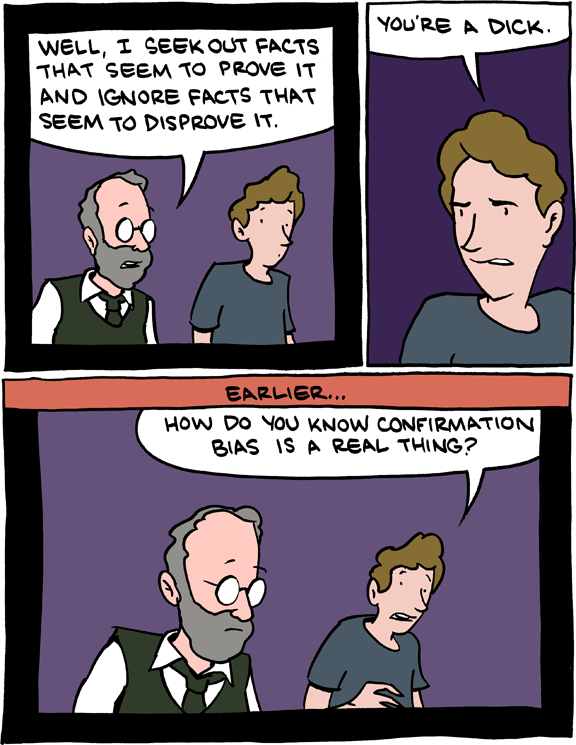 WELL, I SEEK OUT FACTS
THAT SEEM TO PROVE IT
AND IGNORE FACTS THAT
SEEM TO DISPROVE IT.
YOU'RE A DICK.
EARLIER...
HOW DO YOU KNOW CONFIRMATION
BIAS IS A REAL THING?